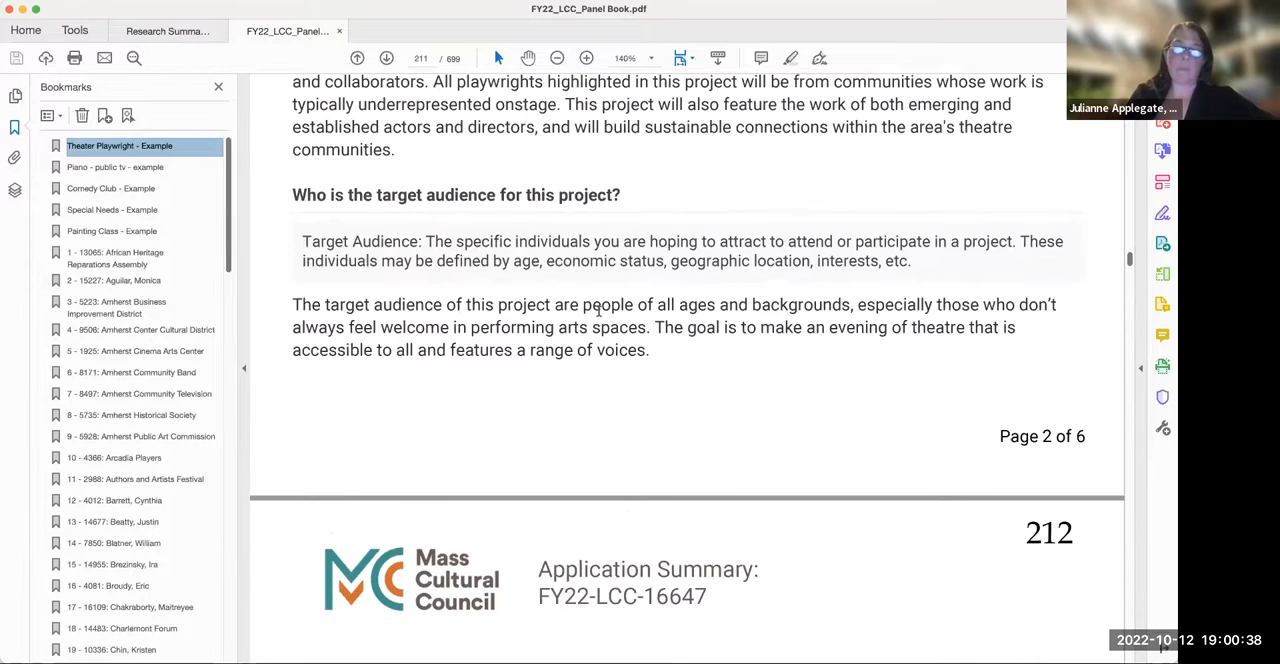 FY22_LCC_Panel Book.pdf
Home
Tools
Research Summa...
FY22_LCC_Panel... ×
211 / 699
140%
Bookmarks
Theater Playwright - Example
Piano - public tv - example
Comedy Club - Example
Special Needs - Example
Painting Class - Example
1 - 13065: African Heritage
Reparations Assembly
2 - 15227: Aguilar, Monica
3 - 5223: Amherst Business
Improvement District
4 - 9506: Amherst Center Cultural District
5 - 1925: Amherst Cinema Arts Center
6 - 8171: Amherst Community Band
7 - 8497: Amherst Community Television
8 - 5735: Amherst Historical Society
9 - 5928: Amherst Public Art Commission
10 - 4366: Arcadia Players
11 - 2988: Authors and Artists Festival
12 - 4012: Barrett, Cynthia
13 - 14677: Beatty, Justin
14 - 7850: Blatner, William
15 - 14955: Brezinsky, Ira
16 - 4081: Broudy, Eric
17 - 16109: Chakraborty, Maitreyee
18 - 14483: Charlemont Forum
19 - 10336: Chin, Kristen
and collaborators. All playwrights highlighted in this project will be from communities whose work is
typically underrepresented onstage. This project will also feature the work of both emerging and
established actors and directors, and will build sustainable connections within the area's theatre
communities.
Who is the target audience for this project?
Target Audience: The specific individuals you are hoping to attract to attend or participate in a project. These
individuals may be defined by age, economic status, geographic location, interests, etc.
The target audience of this project are people of all ages and backgrounds, especially those who don't
always feel welcome in performing arts spaces. The goal is to make an evening of theatre that is
accessible to all and features a range of voices.
Page 2 of 6
212
Mass
Cultural
Council
Application Summary:
FY22-LCC-16647
Julianne Applegate, ...
2022-10-12 19:00:38